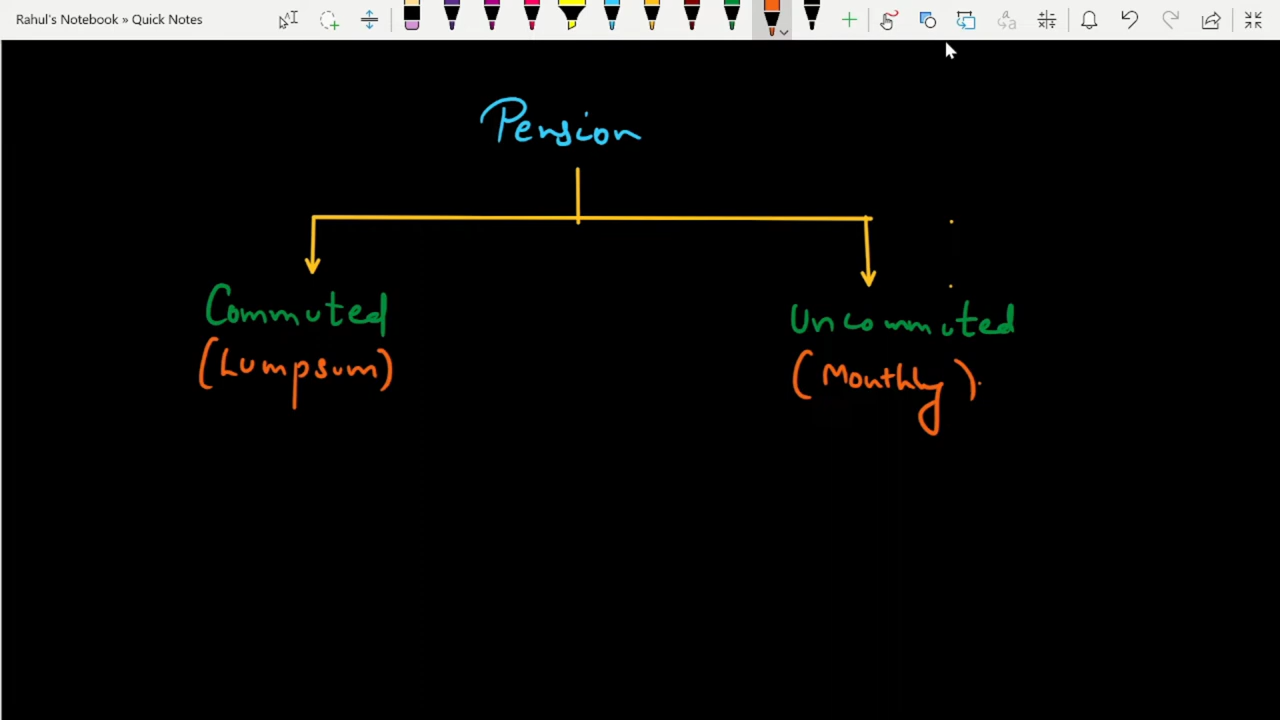 Rahul's Notebook » Quick Notes
Pension
Commuted
(Lumpsum)
Uncommuted
(Monthly)